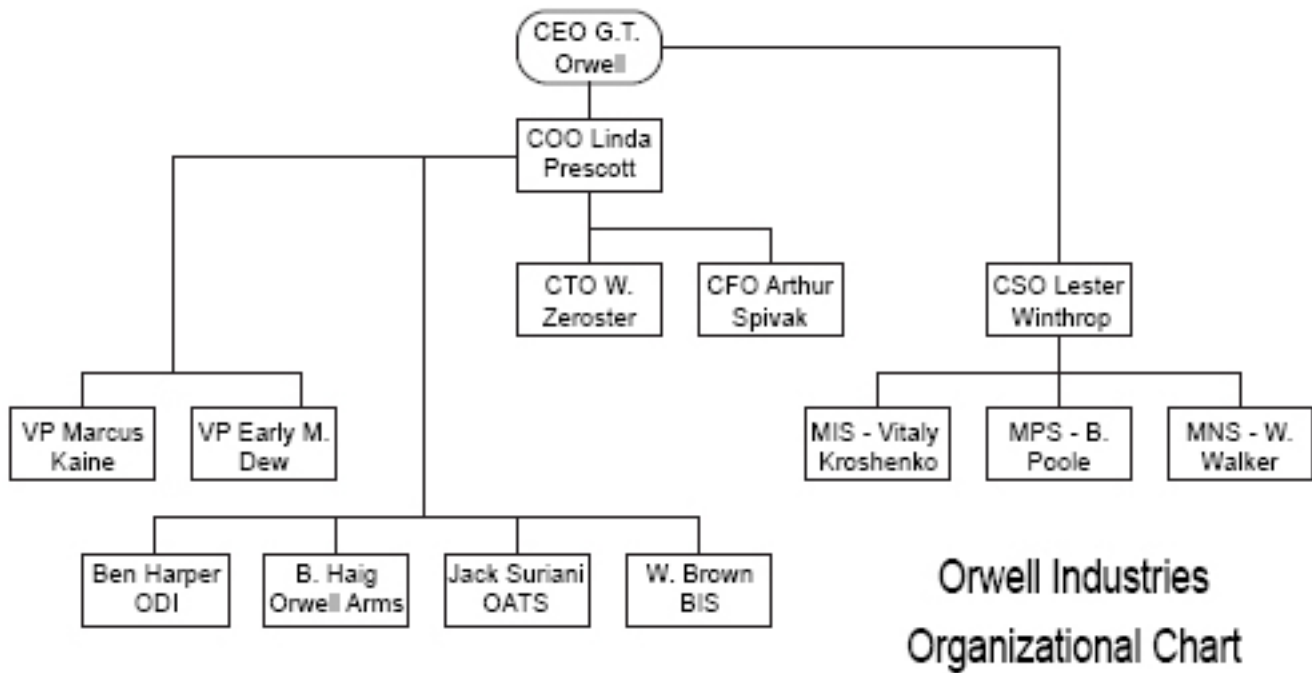 CEO G.T.
Orwell
COO Linda
Prescott
CTO W.
Zeroster
CFO Arthur
Spivak
CSO Lester
Winthrop
VP Marcus
Kaine
VP Early M.
Dew
MIS - Vitaly
Kroshenko
MPS - B.
Poole
MNS - W.
Walker
Ben Harper
ODI
B. Haig
Orwell Arms
Jack Suriani
OATS
W. Brown
BIS
Orwell Industries
Organizational Chart